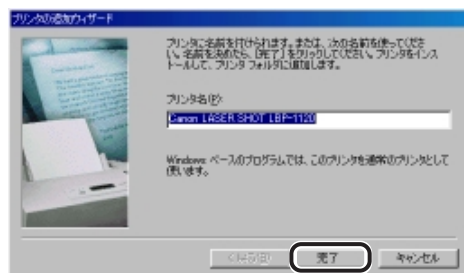 プリンタの追加ウィザード
プリンタに名前を付けられます。または、次の名前を使ってくださ
い。名前を決めたら、[完了]をクリックしてください。プリンタをインス
トールして、プリンタ フォルダに追加します。
プリンタ名(P):
Canon LASER SHOT LBP-1120
Windows ベースのプログラムでは、このプリンタを通常のプリンタとして
使います。
< 戻る(B)
完了
キャンセル